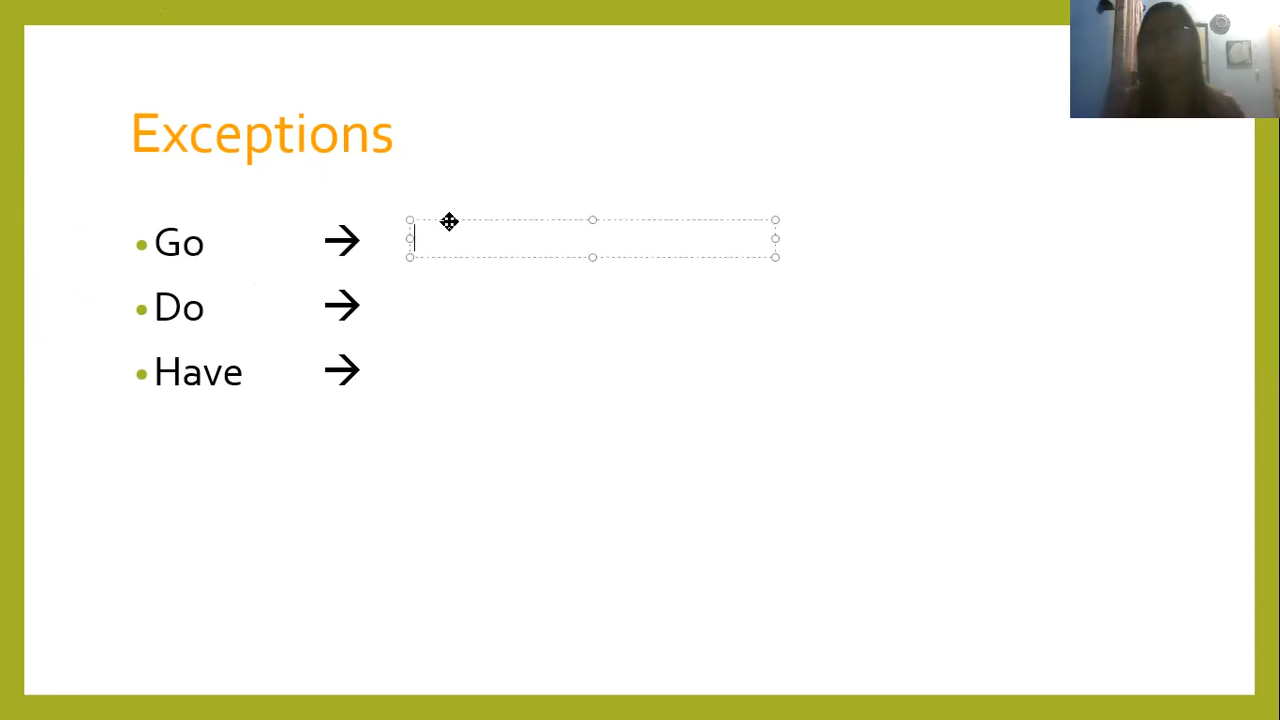 Exceptions
• Go →
• Do →
• Have →